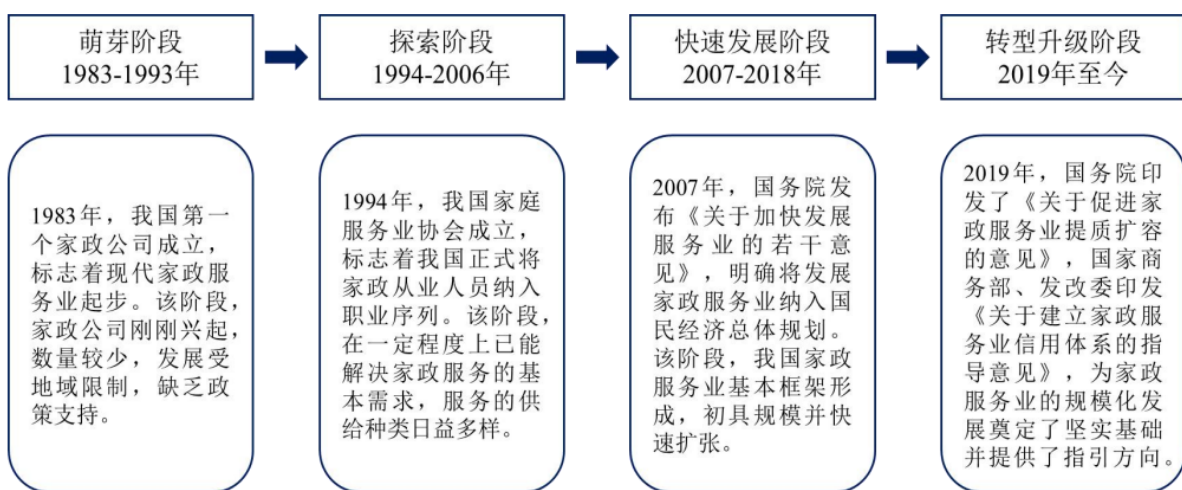 萌芽阶段
1983-1993年
探索阶段
1994-2006年
快速发展阶段
2007-2018年
转型升级阶段
2019年至今
1983年，我国第一
个家政公司成立，
标志着现代家政服
务业起步。该阶段，
家政公司刚刚兴起，
数量较少，发展受
地域限制，缺乏政
策支持。
1994年，我国家庭
服务业协会成立，
标志着我国正式将
家政从业人员纳入
职业序列。该阶段，
在一定程度上已能
解决家政服务的基
本需求，服务的供
给种类日益多样。
2007年，国务院发
布《关于加快发展
服务业的若干意
见》，明确将发展
家政服务业纳入国
民经济总体规划。
该阶段，我国家政
服务业基本框架形
成，初具规模并快
速扩张。
2019年，国务院印
发了《关于促进家
政服务业提质扩容
的意见》，国家商
务部、发改委印发
《关于建立家政服
务业信用体系的指
导意见》，为家政
服务业的规模化发
展奠定了坚实基础
并提供了指引方向。